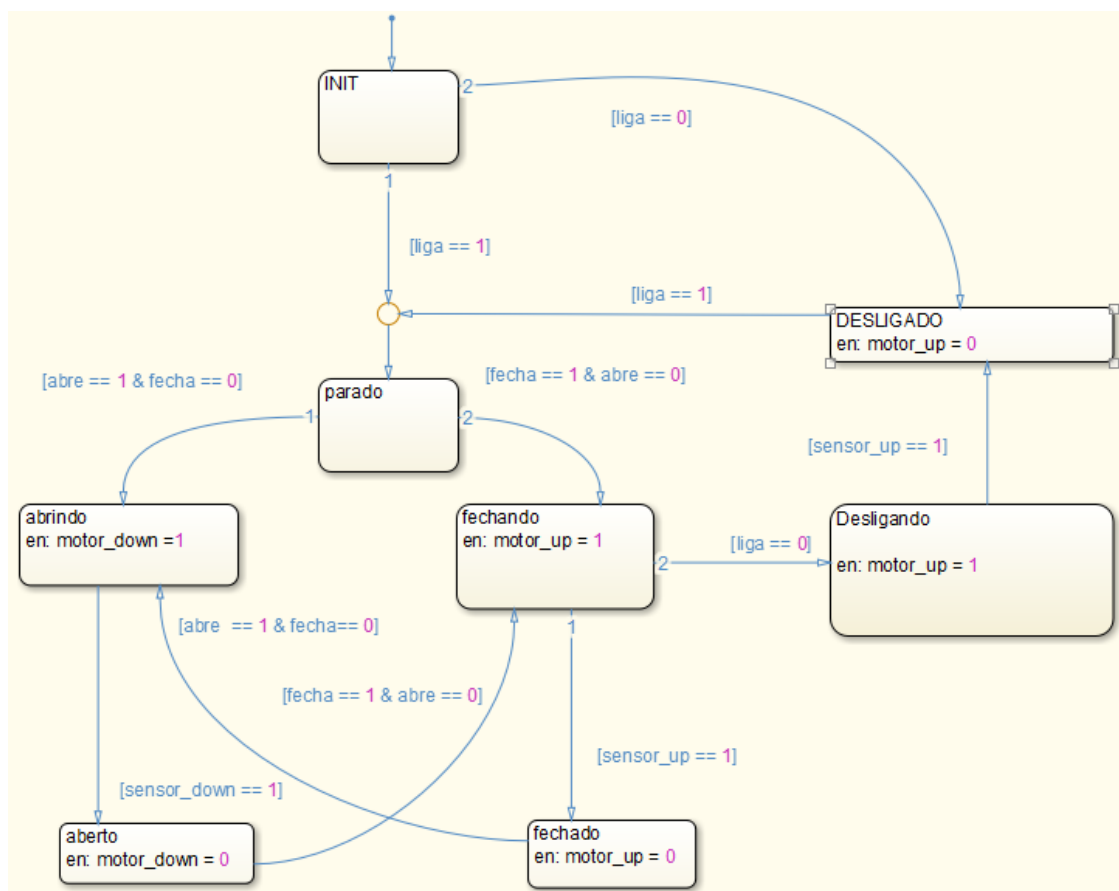 INIT
2
[liga == 0]
1
[liga == 1]
[liga == 1]
DESLIGADO
en: motor_up = 0
[abre == 1 & fecha == 0]
[fecha == 1 & abre == 0]
parado
1
2
[sensor_up == 1]
abrindo
en: motor_down =1
fechando
en: motor_up = 1
Desligando
en: motor_up = 1
[liga == 0]
2
1
[abre == 1 & fecha== 0]
[fecha == 1 & abre == 0]
[sensor_up == 1]
[sensor_down == 1]
aberto
en: motor_down = 0
fechado
en: motor_up = 0